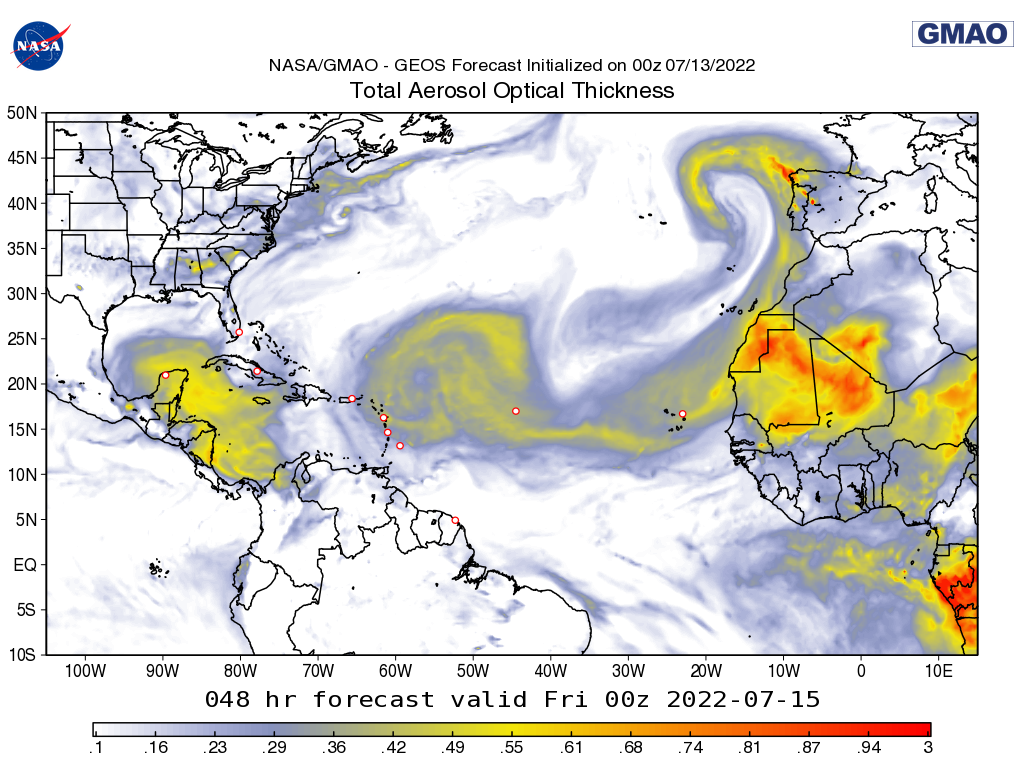 NASA
GMAO
NASA/GMAO - GEOS Forecast Initialized on 00z 07/13/2022
Total Aerosol Optical Thickness
50N
45N
40N
35N
30N
25N
20N
15N
10N
5N
EQ
5S
10S
100W 90W 80W 70W 60W 50W 40W 30W 20W 10W 0 10E
048 hr forecast valid Fri 00z 2022-07-15
.1 .16 .23 .29 .36 .42 .49 .55 .61 .68 .74 .81 .87 .94 3